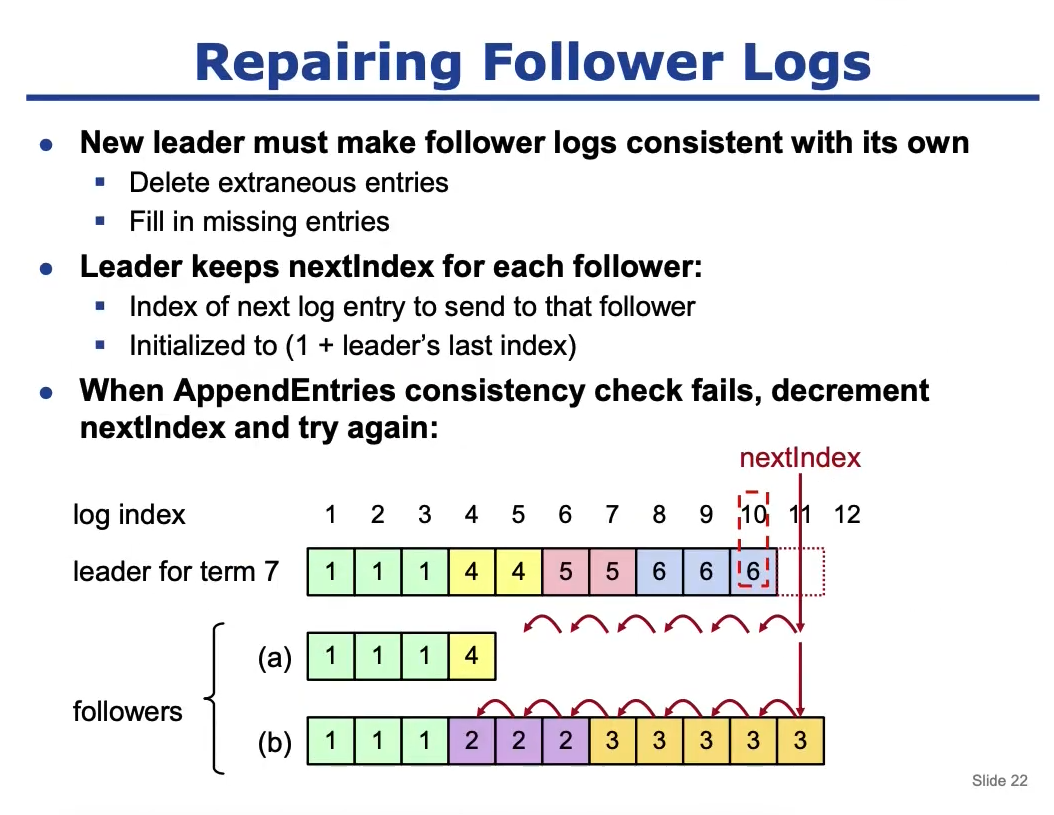 Repairing Follower Logs
● New leader must make follower logs consistent with its own
▪ Delete extraneous entries
▪ Fill in missing entries
● Leader keeps nextIndex for each follower:
▪ Index of next log entry to send to that follower
▪ Initialized to (1 + leader’s last index)
● When AppendEntries consistency check fails, decrement
nextIndex and try again:
nextIndex
log index 1 2 3 4 5 6 7 8 9 10 11 12
leader for term 7 1 1 1 4 4 5 5 6 6 6
(a) 1 1 1 4
followers
(b) 1 1 1 2 2 2 3 3 3 3 3
Slide 22